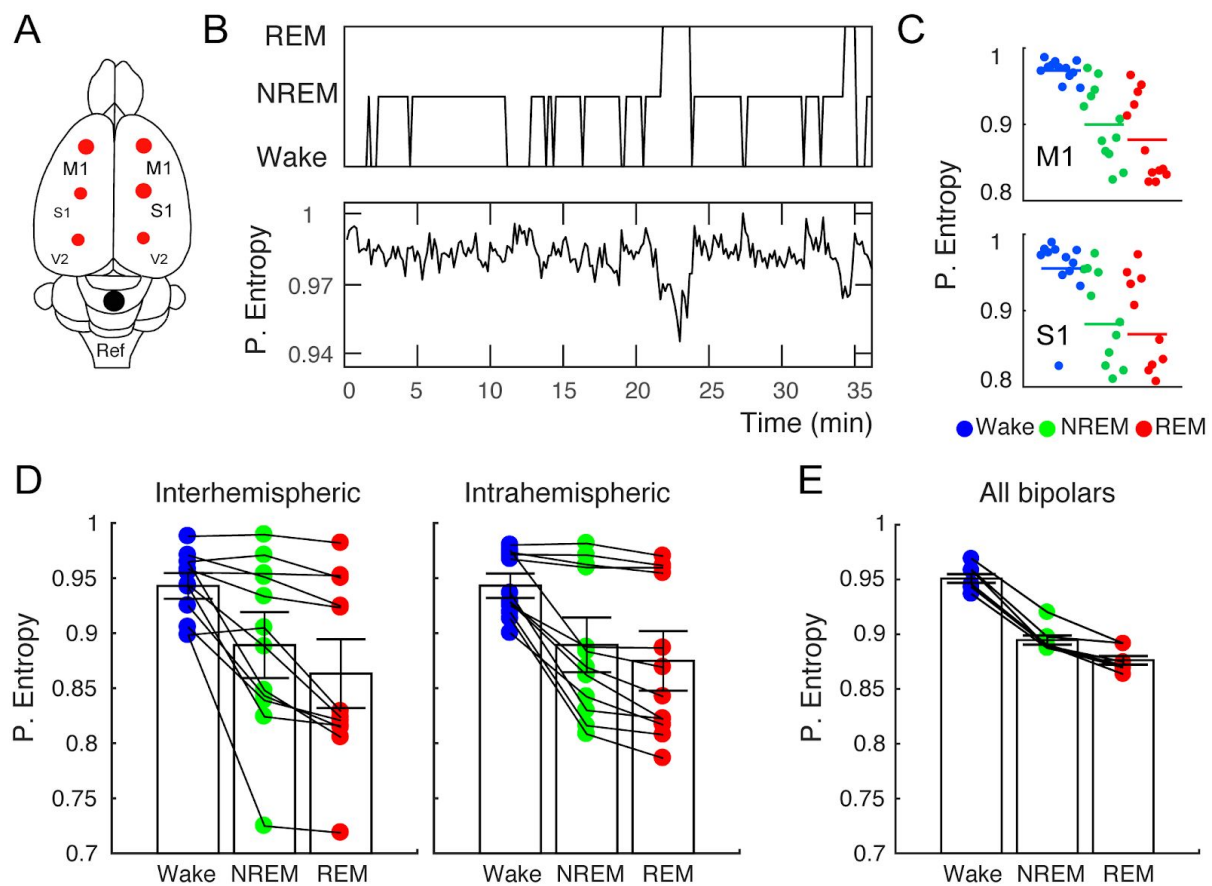 A
M1 M1
S1 S1
V2 V2
Ref
B
REM
NREM
Wake
P. Entropy
1
0.97
0.94
0 5 10 15 20 25 30 35
Time (min)
C
P. Entropy
1
0.9
0.8
M1
1
0.9
0.8
S1
Wake NREM REM
D
Interhemispheric
P. Entropy
1
0.95
0.9
0.85
0.8
0.75
0.7
Wake NREM REM
Intrahemispheric
Wake NREM REM
E
All bipolars
P. Entropy
1
0.95
0.9
0.85
0.8
0.75
0.7
Wake NREM REM